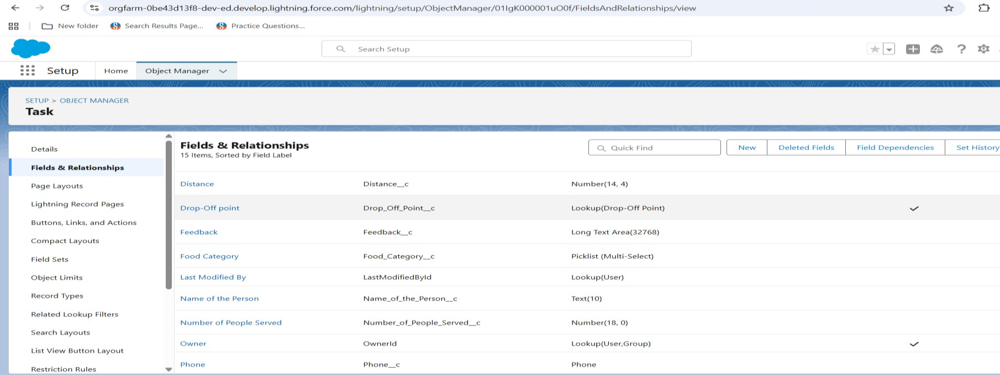 orgfarm-0be43d13f8-dev-ed.develop.lightning.force.com/lightning/setup/ObjectManager/01IgK000001uO0f/FieldsAndRelationships/view
New folder Search Results Page... Practice Questions...
Search Setup
Setup Home Object Manager
SETUP > OBJECT MANAGER
Task
Details
Fields & Relationships
Page Layouts
Lightning Record Pages
Buttons, Links, and Actions
Compact Layouts
Field Sets
Object Limits
Record Types
Related Lookup Filters
Search Layouts
List View Button Layout
Restriction Rules
Fields & Relationships
15 Items, Sorted by Field Label
Quick Find New Deleted Fields Field Dependencies Set History
Distance Distance__c Number(14, 4)
Drop-Off point Drop_Off_Point__c Lookup(Drop-Off Point)
Feedback Feedback__c Long Text Area(32768)
Food Category Food_Category__c Picklist (Multi-Select)
Last Modified By LastModifiedById Lookup(User)
Name of the Person Name_of_the_Person__c Text(10)
Number of People Served Number_of_People_Served__c Number(18, 0)
Owner OwnerId Lookup(User,Group)
Phone Phone__c Phone